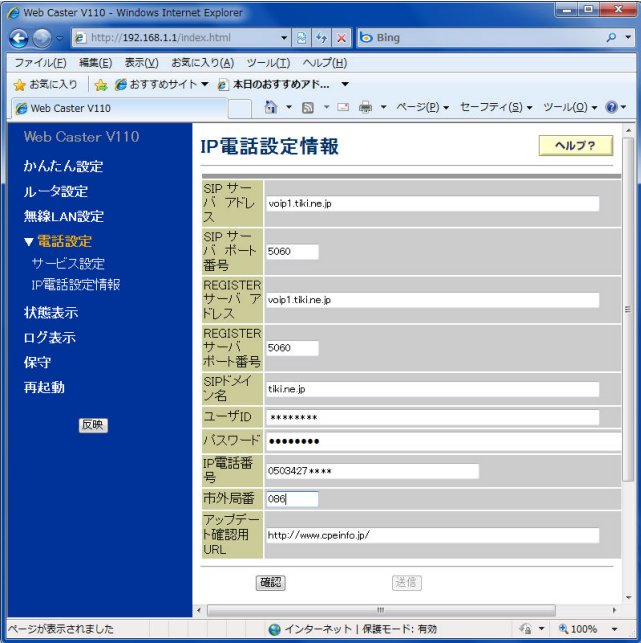 Web Caster V110 - Windows Internet Explorer
http://192.168.1.1/index.html
Bing
ファイル(F) 編集(E) 表示(V) お気に入り(A) ツール(T) ヘルプ(H)
お気に入り おすすめサイト ▼ 本日のおすすめアド... ▼
Web Caster V110
ページ(P) ▼ セーフティ(S) ▼ ツール(O) ▼
Web Caster V110
かんたん設定
ルータ設定
無線LAN設定
▼電話設定
サービス設定
IP電話設定情報
状態表示
ログ表示
保守
再起動
反映
IP電話設定情報
ヘルプ?
SIP サー
バ アドレ
ス
voip1.tiki.ne.jp
SIP サー
バ ポート
番号
5060
REGISTER
サーバ ア
ドレス
voip1.tiki.ne.jp
REGISTER
サーバ
ポート番号
5060
SIPドメイ
ン名
tiki.ne.jp
ユーザID
********
パスワード
●●●●●●●●
IP電話番
号
0503427****
市外局番
086
アップデー
ト確認用
URL
http://www.cpeinfo.jp/
確認
送信
ページが表示されました
インターネット | 保護モード: 有効
100%